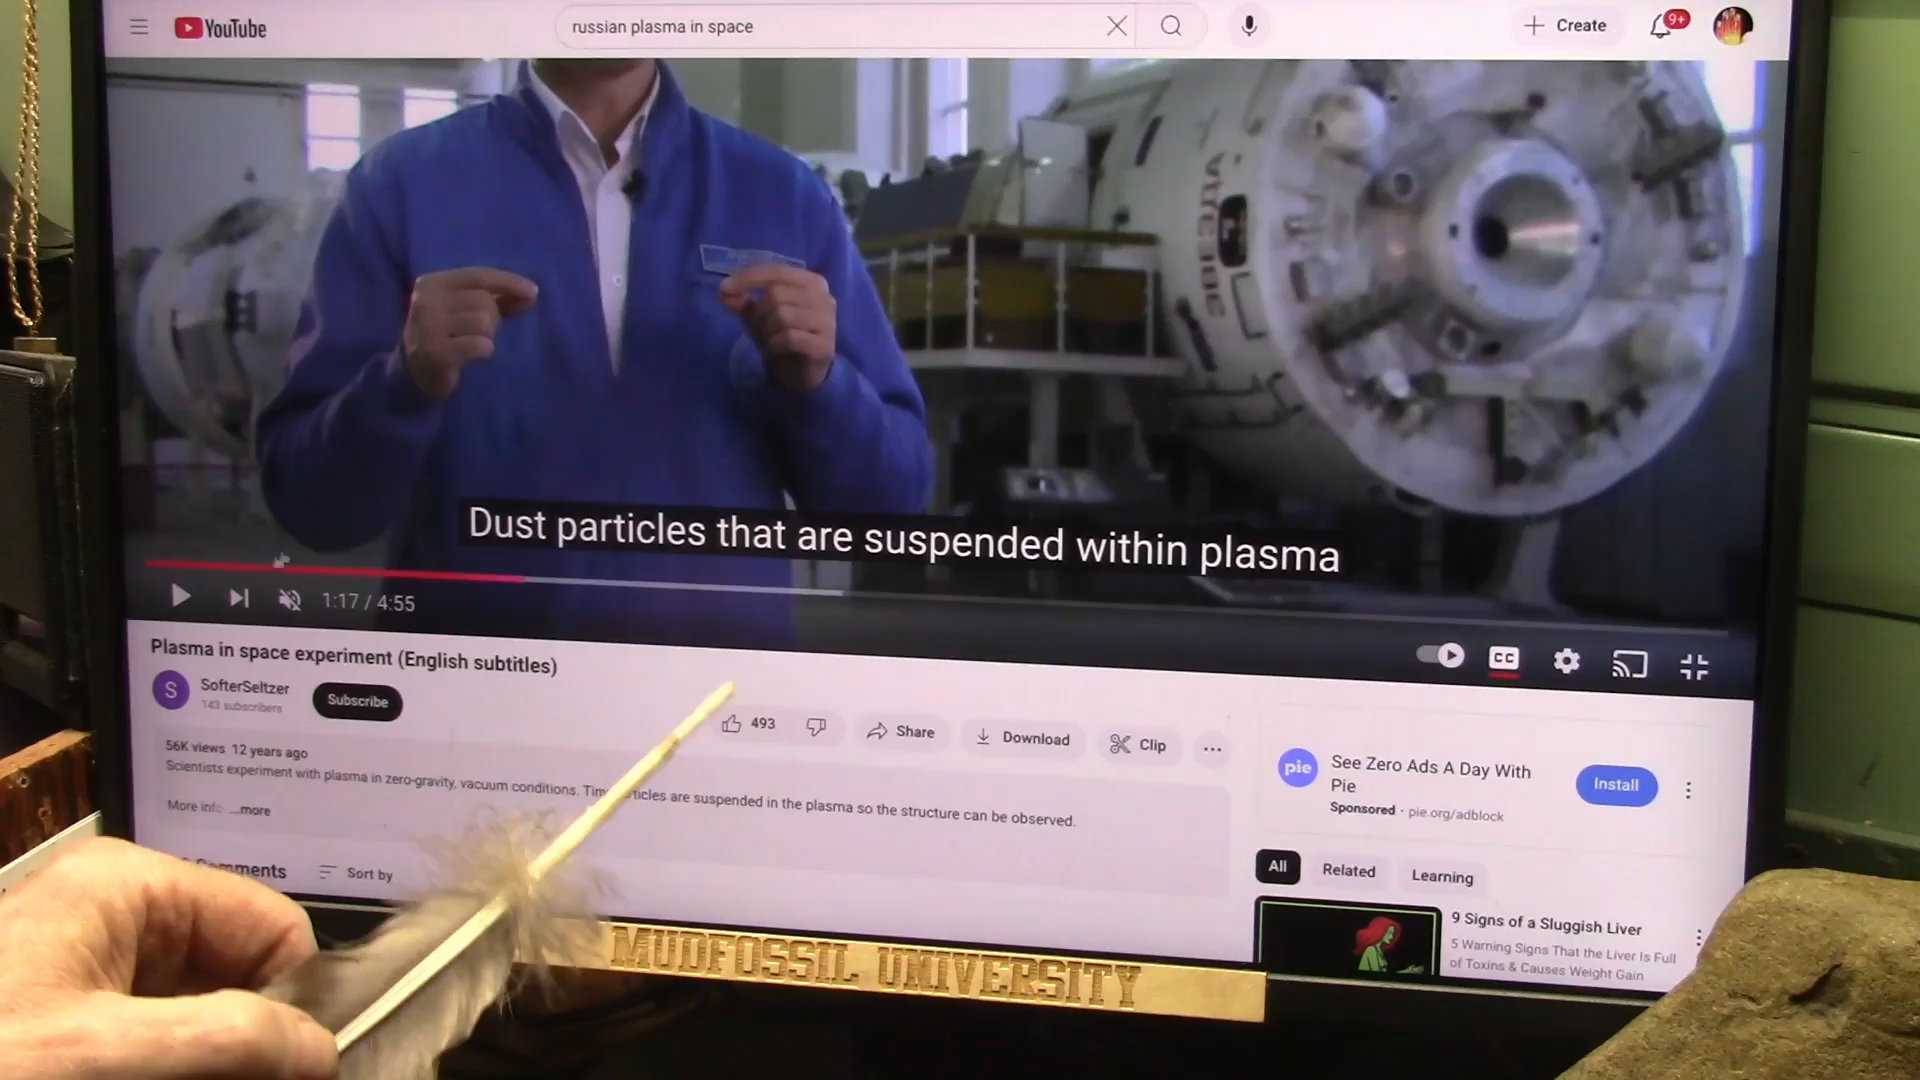 YouTube
russian plasma in space
Create
9+
Dust particles that are suspended within plasma
1:17 / 4:55
CC
Plasma in space experiment (English subtitles)
S
SofterSeltzer
143 subscribers
Subscribe
493
Share
Download
Clip
56K views 12 years ago
Scientists experiment with plasma in zero-gravity, vacuum conditions. are suspended in the plasma so the structure can be observed.
More info ...more
Sort by
pie
See Zero Ads A Day With
Pie
Sponsored · pie.org/adblock
Install
All
Related
Learning
9 Signs of a Sluggish Liver
5 Warning Signs That the Liver Is Full
of Toxins & Causes Weight Gain
MUDFOSSIL UNIVERSITY